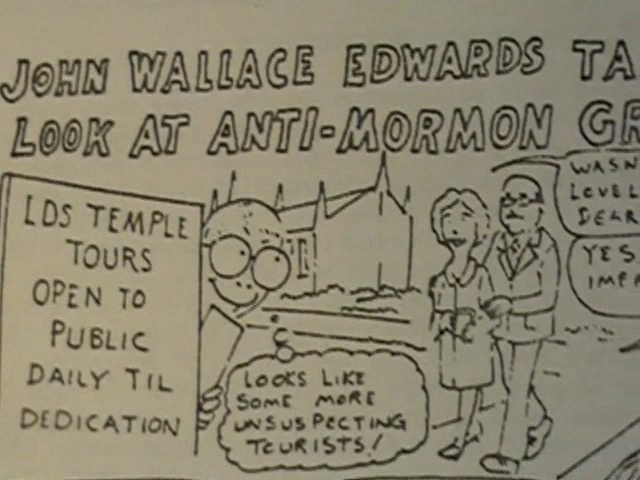 JOHN WALLACE EDWARDS TA
LOOK AT ANTI-MORMON GR
LDS TEMPLE
TOURS
OPEN TO
PUBLIC
DAILY TIL
DEDICATION
LOOKS LIKE
SOME MORE
UNSUSPECTING
TOURISTS!
WASN
LOVEL
DEAR
YES
IMPR